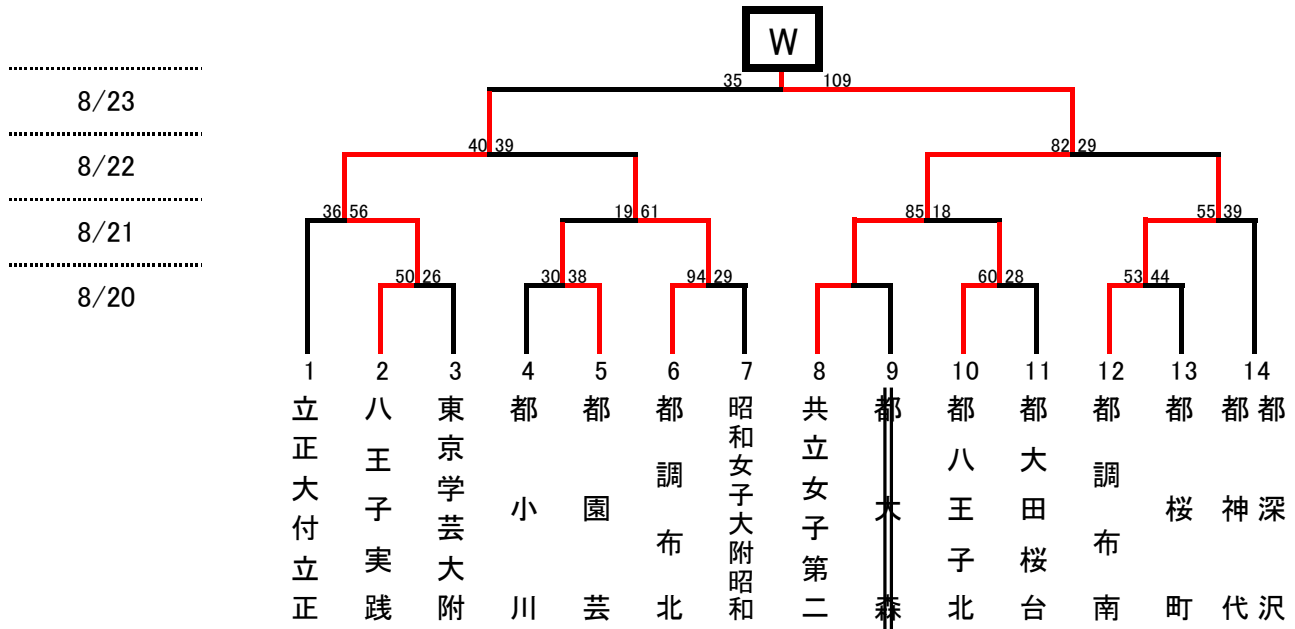 W
35 109
8/23
40 39
82 29
8/22
36 56
19 61
85 18
55 39
8/21
50 26
30 38
94 29
60 28
53 44
8/20
1 2 3 4 5 6 7 8 9 10 11 12 13 14
立正大付立正
八王子実践
東京学芸大附
都小川
都園芸
都調布北
昭和女子大附昭和
共立女子第二
都大森
都八王子北
都大田桜台
都調布南
都桜町
都神代
都深沢